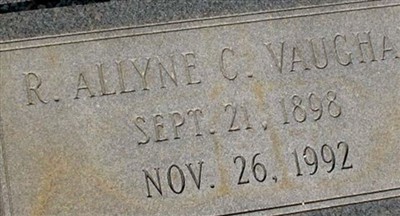 R. ALLYNE C. VAUGHA
SEPT. 21, 1898
NOV. 26, 1992